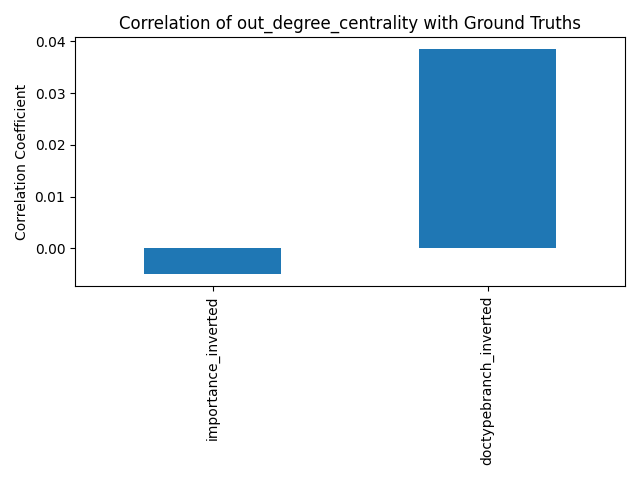 Correlation of out_degree_centrality with Ground Truths
Correlation Coefficient
0.04
0.03
0.02
0.01
0.00
importance_inverted
doctypebranch_inverted